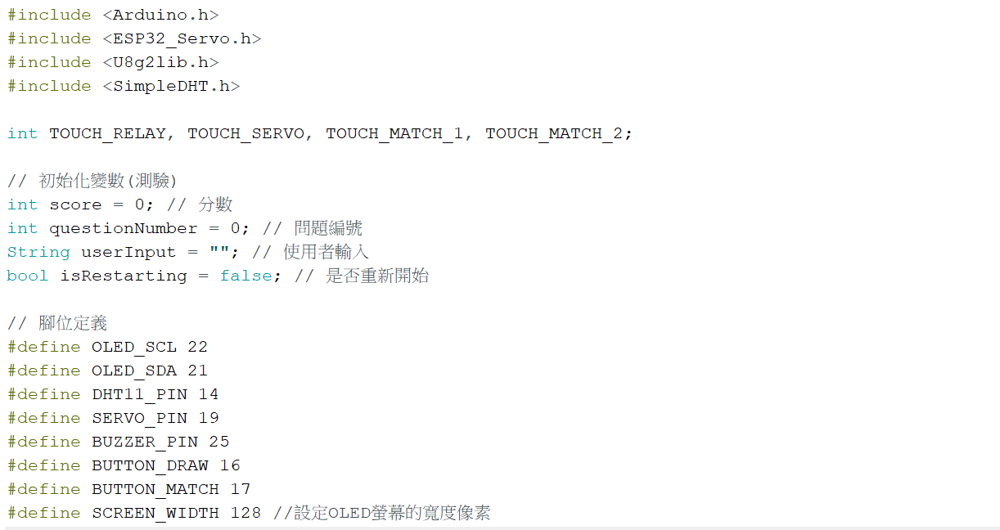 #include <Arduino.h>
#include <ESP32_Servo.h>
#include <U8g2lib.h>
#include <SimpleDHT.h>
int TOUCH_RELAY, TOUCH_SERVO, TOUCH_MATCH_1, TOUCH_MATCH_2;
// 初始化變數(測驗)
int score = 0; // 分數
int questionNumber = 0; // 問題編號
String userInput = ""; // 使用者輸入
bool isRestarting = false; // 是否重新開始
// 腳位定義
#define OLED_SCL 22
#define OLED_SDA 21
#define DHT11_PIN 14
#define SERVO_PIN 19
#define BUZZER_PIN 25
#define BUTTON_DRAW 16
#define BUTTON_MATCH 17
#define SCREEN_WIDTH 128 //設定OLED螢幕的寬度像素